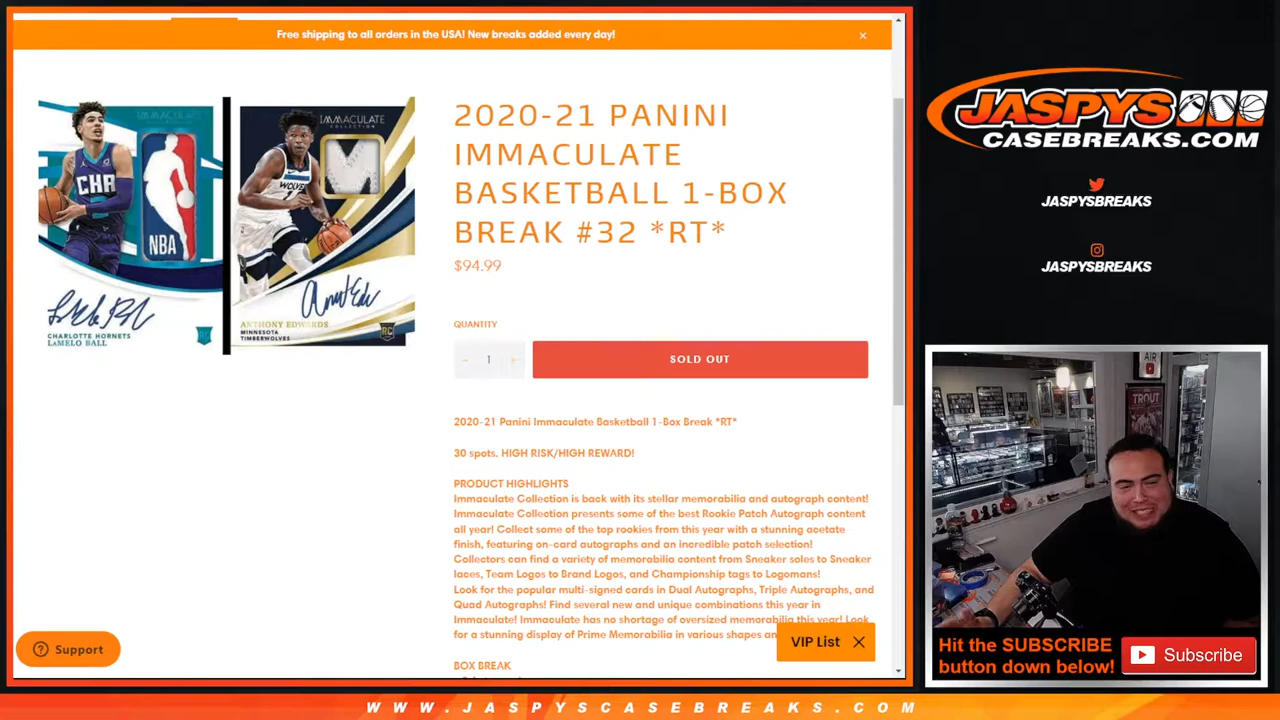 Free shipping to all orders in the USA! New breaks added every day!
×
IMMACULATE
COLLECTION
CHA
NBA
WOLVES
CHARLOTTE HORNETS
LaMELO BALL
ANTHONY EDWARDS
MINNESOTA
TIMBERWOLVES
RC
2020-21 PANINI
IMMACULATE
BASKETBALL 1-BOX
BREAK #32 *RT*
$94.99
QUANTITY
- 1 +
SOLD OUT
2020-21 Panini Immaculate Basketball 1-Box Break *RT*
30 spots. HIGH RISK/HIGH REWARD!
PRODUCT HIGHLIGHTS
Immaculate Collection is back with its stellar memorabilia and autograph content!
Immaculate Collection presents some of the best Rookie Patch Autograph content
all year! Collect some of the top rookies from this year with a stunning acetate
finish, featuring on-card autographs and an incredible patch selection!
Collectors can find a variety of memorabilia content from Sneaker soles to Sneaker
laces, Team Logos to Brand Logos, and Championship tags to Logomans!
Look for the popular multi-signed cards in Dual Autographs, Triple Autographs, and
Quad Autographs! Find several new and unique combinations this year in
Immaculate! Immaculate has no shortage of oversized memorabilia this year! Look
for a stunning display of Prime Memorabilia in various shapes an
BOX BREAK
Support
VIP List ×
JASPYS
CASEBREAKS.COM
JASPYSBREAKS
JASPYSBREAKS
AIR
TROUT
Hit the SUBSCRIBE
button down below!
Subscribe
WWW.JASPYSCASEBREAKS.COM